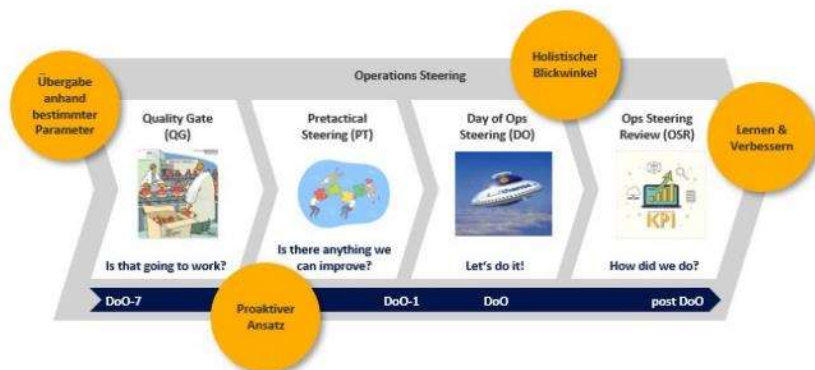 Operations Steering
Übergabe
anhand
bestimmter
Parameter
Holistischer
Blickwinkel
Lernen &
Verbessern
Proaktiver
Ansatz
Quality Gate
(QG)
Is that going to work?
Pretactical
Steering (PT)
Is there anything we
can improve?
Day of Ops
Steering (DO)
Let's do it!
Ops Steering
Review (OSR)
KPI
How did we do?
DoO-7
DoO-1
DoO
post DoO